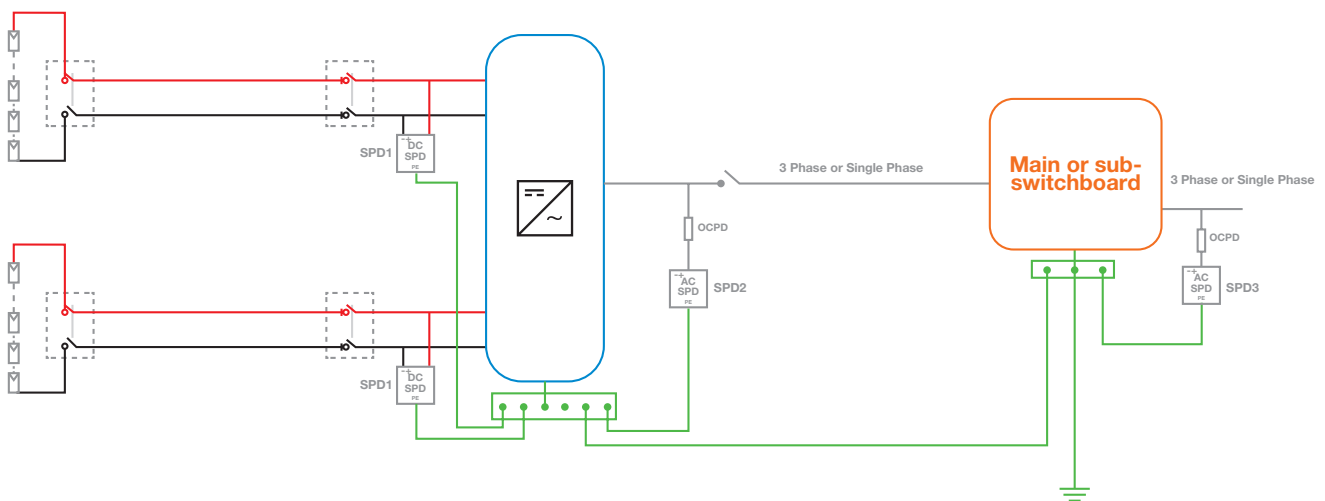 SPD1
-+
DC
SPD
PE
SPD1
-+
DC
SPD
PE
~
3 Phase or Single Phase
OCPD
-+
AC
SPD
PE
SPD2
Main or sub-
switchboard
3 Phase or Single Phase
OCPD
-+
AC
SPD
PE
SPD3